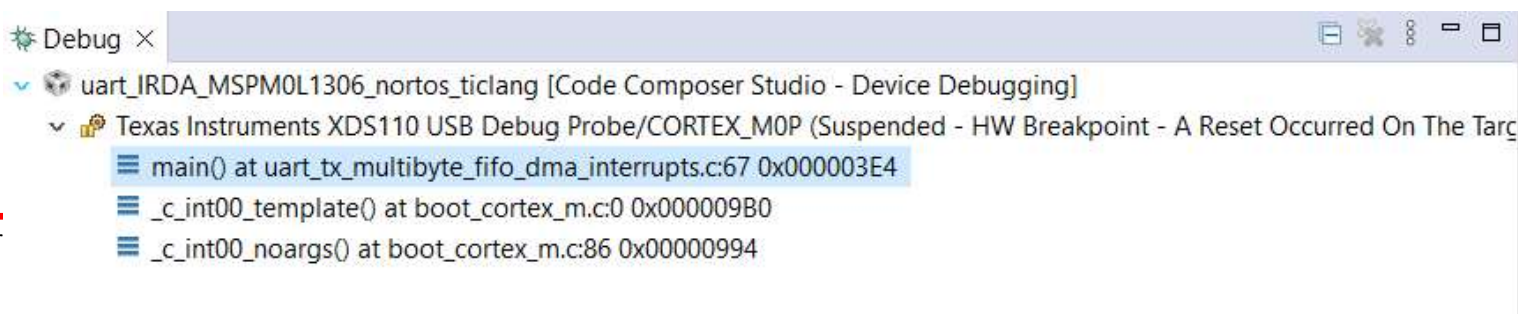 Debug
uart_IRDA_MSPM0L1306_nortos_ticlang [Code Composer Studio - Device Debugging]
Texas Instruments XDS110 USB Debug Probe/CORTEX_M0P (Suspended - HW Breakpoint - A Reset Occurred On The Targ
main() at uart_tx_multibyte_fifo_dma_interrupts.c:67 0x000003E4
_c_int00_template() at boot_cortex_m.c:0 0x000009B0
_c_int00_noargs() at boot_cortex_m.c:86 0x00000994